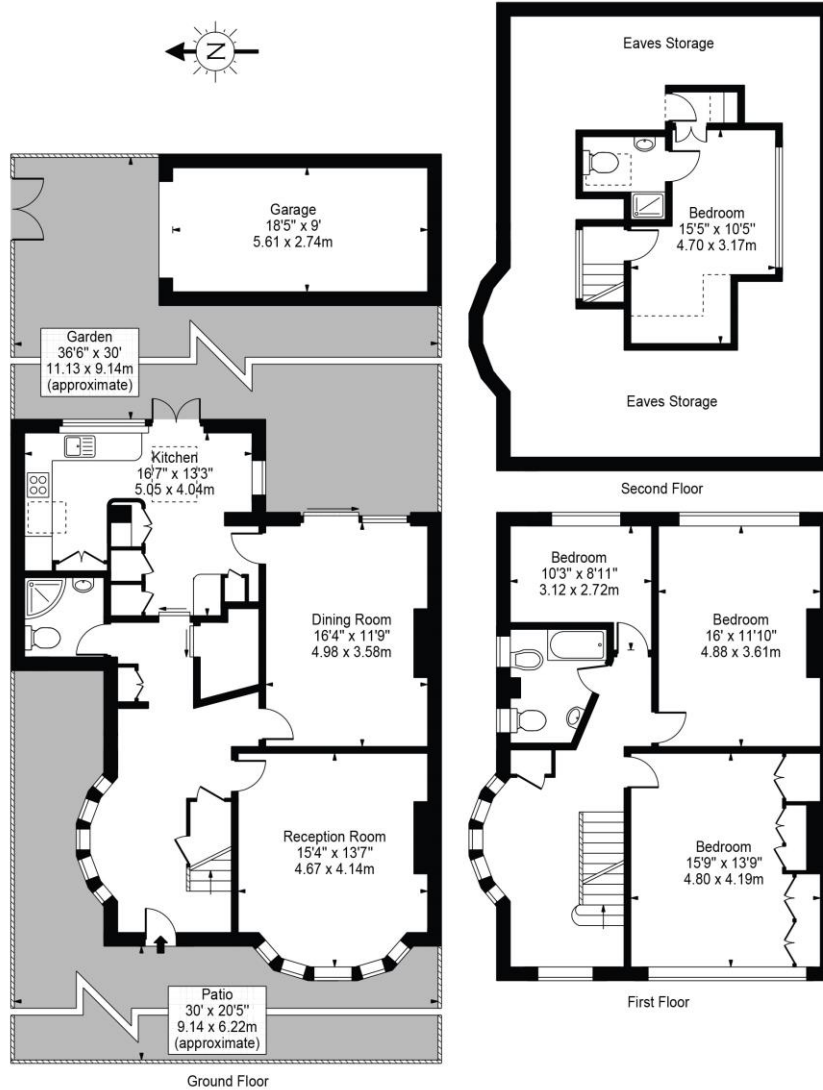 N
Eaves Storage
Bedroom
15'5" x 10'5"
4.70 x 3.17m
Eaves Storage
Second Floor
Garage
18'5" x 9'
5.61 x 2.74m
Garden
36'6" x 30'
11.13 x 9.14m
(approximate)
Kitchen
16'7" x 13'3"
5.05 x 4.04m
Dining Room
16'4" x 11'9"
4.98 x 3.58m
Reception Room
15'4" x 13'7"
4.67 x 4.14m
Patio
30' x 20'5"
9.14 x 6.22m
(approximate)
Ground Floor
Bedroom
10'3" x 8'11"
3.12 x 2.72m
Bedroom
16' x 11'10"
4.88 x 3.61m
Bedroom
15'9" x 13'9"
4.80 x 4.19m
First Floor